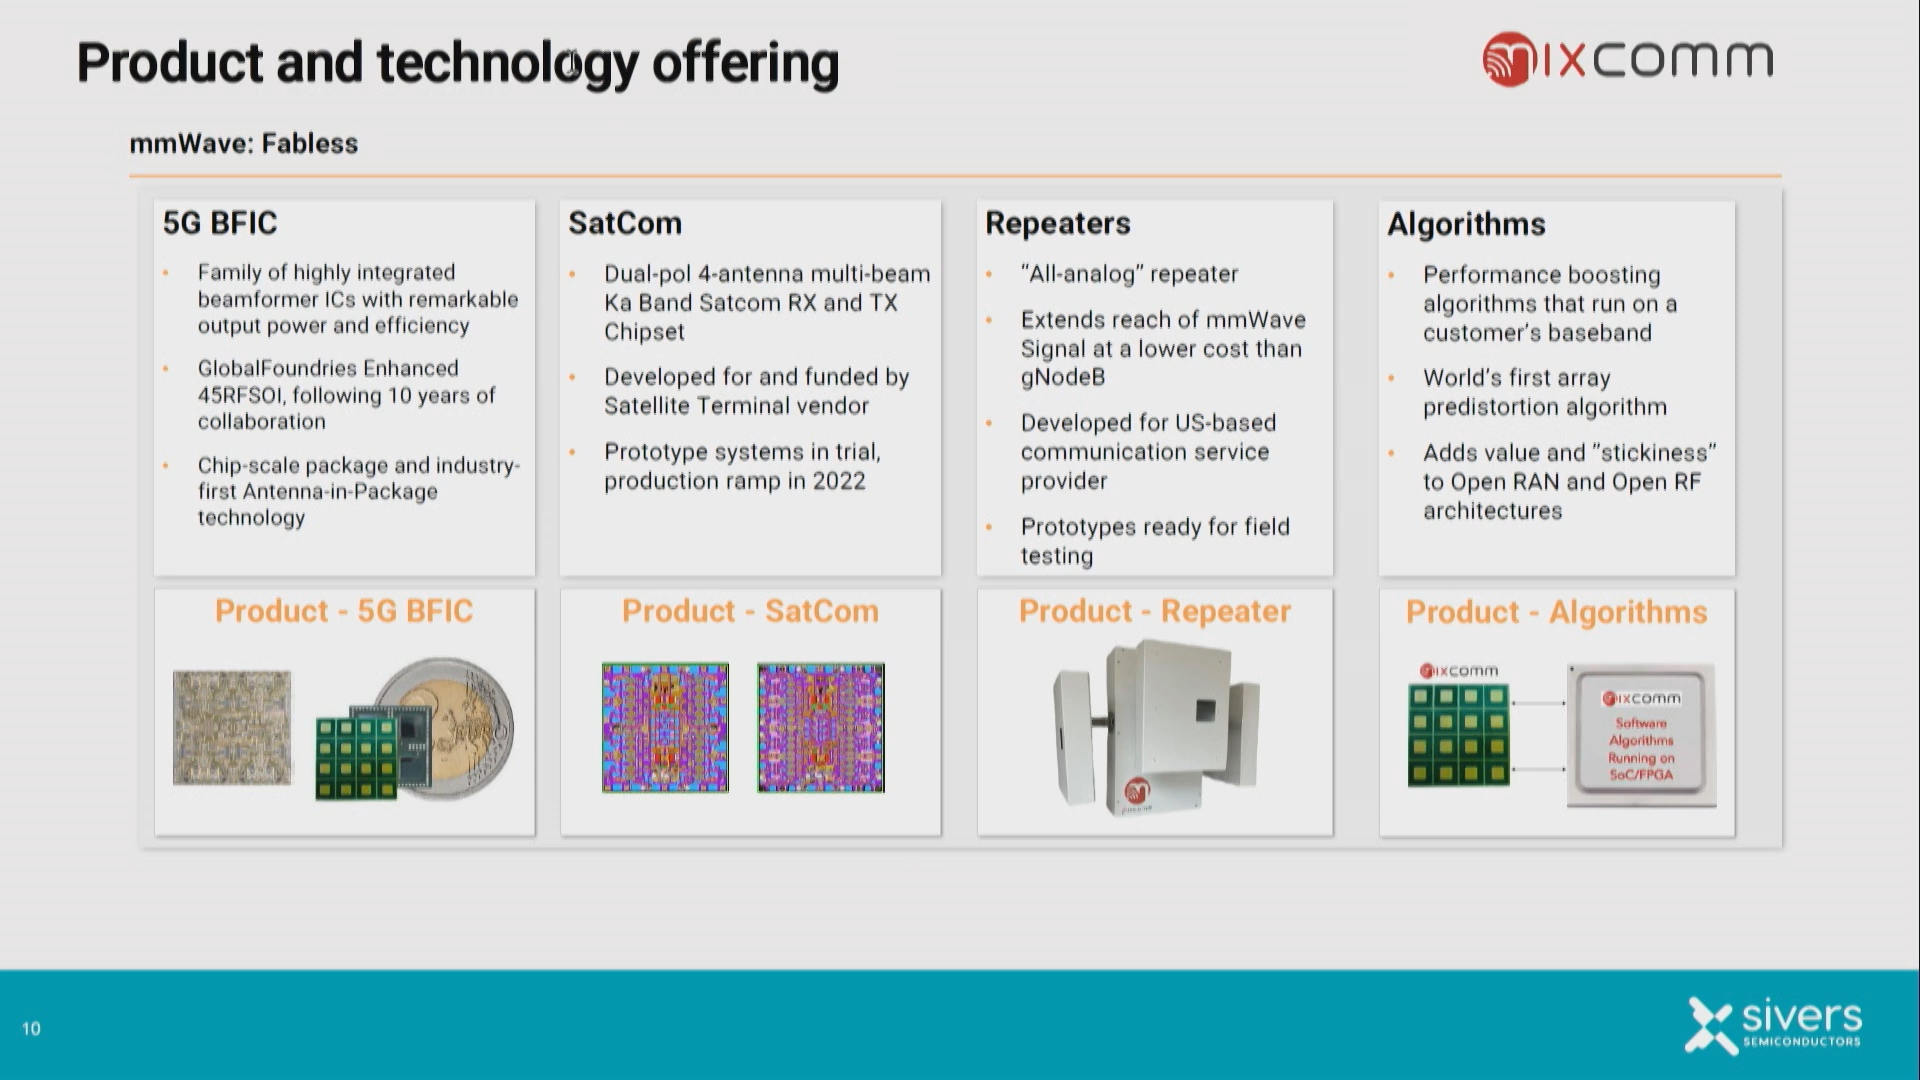 Product and technology offering
mixcomm
mmWave: Fabless
5G BFIC
• Family of highly integrated
beamformer ICs with remarkable
output power and efficiency
• GlobalFoundries Enhanced
45RFSOI, following 10 years of
collaboration
• Chip-scale package and industry-
first Antenna-in-Package
technology
SatCom
• Dual-pol 4-antenna multi-beam
Ka Band Satcom RX and TX
Chipset
• Developed for and funded by
Satellite Terminal vendor
• Prototype systems in trial,
production ramp in 2022
Repeaters
• “All-analog” repeater
• Extends reach of mmWave
Signal at a lower cost than
gNodeB
• Developed for US-based
communication service
provider
• Prototypes ready for field
testing
Algorithms
• Performance boosting
algorithms that run on a
customer’s baseband
• World’s first array
predistortion algorithm
• Adds value and “stickiness”
to Open RAN and Open RF
architectures
Product - 5G BFIC
Product - SatCom
Product - Repeater
Product - Algorithms
mixcomm
mixcomm
Software
Algorithms
Running on
SoC/FPGA
10
sivers
SEMICONDUCTORS